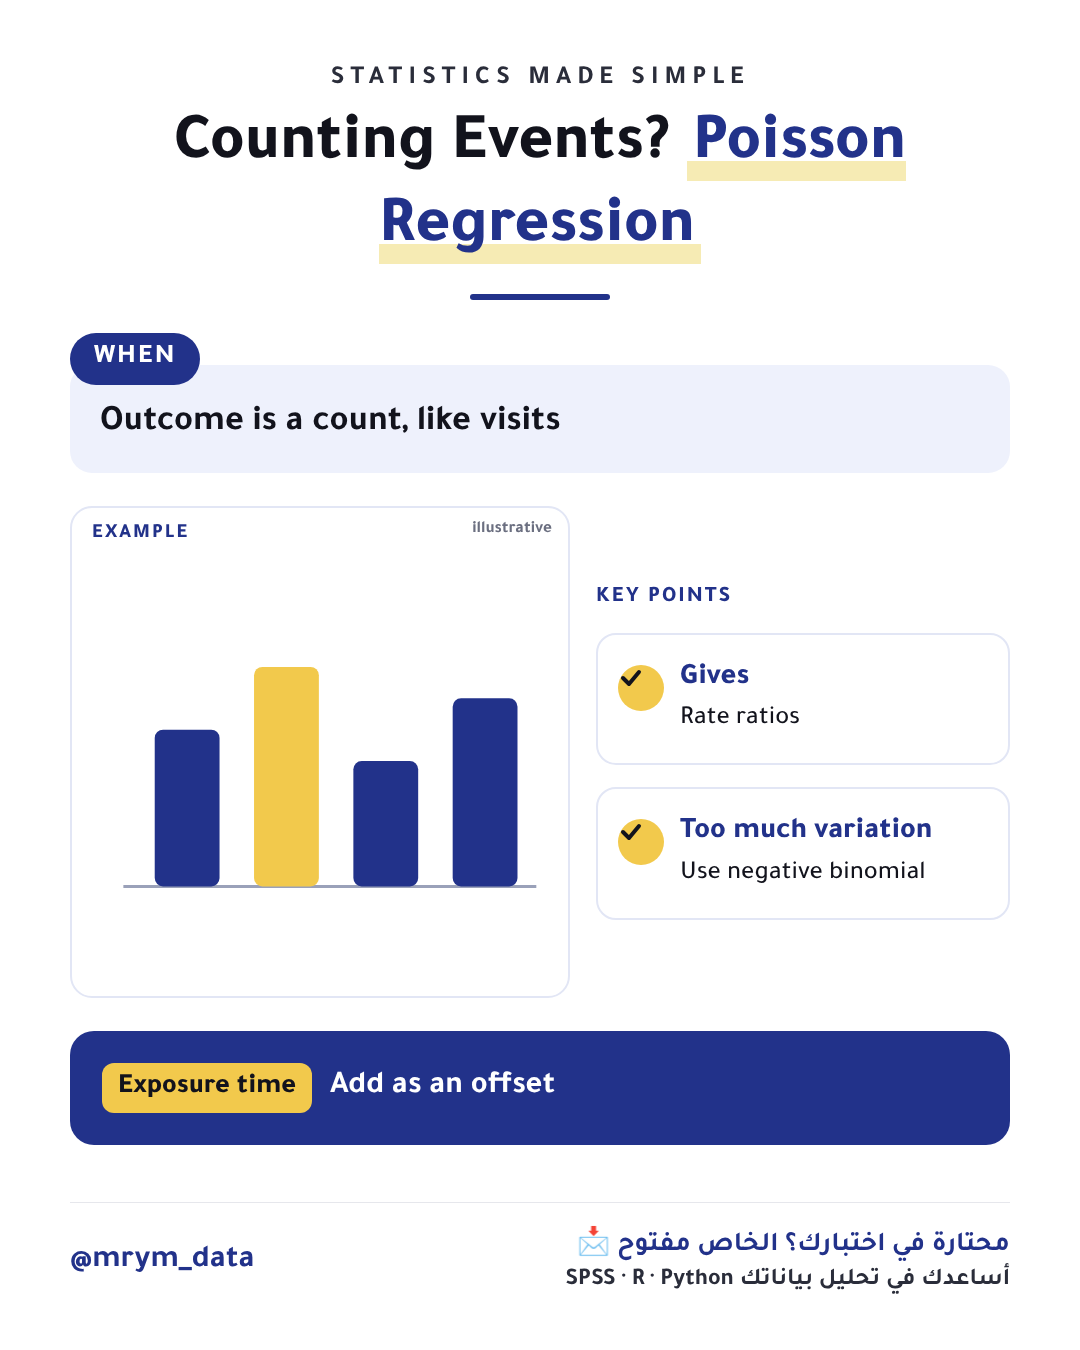 STATISTICS MADE SIMPLE
Counting Events? Poisson
Regression
WHEN
Outcome is a count, like visits
EXAMPLE
illustrative
KEY POINTS
Gives
Rate ratios
Too much variation
Use negative binomial
Exposure time
Add as an offset
@mrym_data
محتارة في اختبارك؟ الخاص مفتوح 📩
أساعدك في تحليل بياناتك SPSS · R · Python